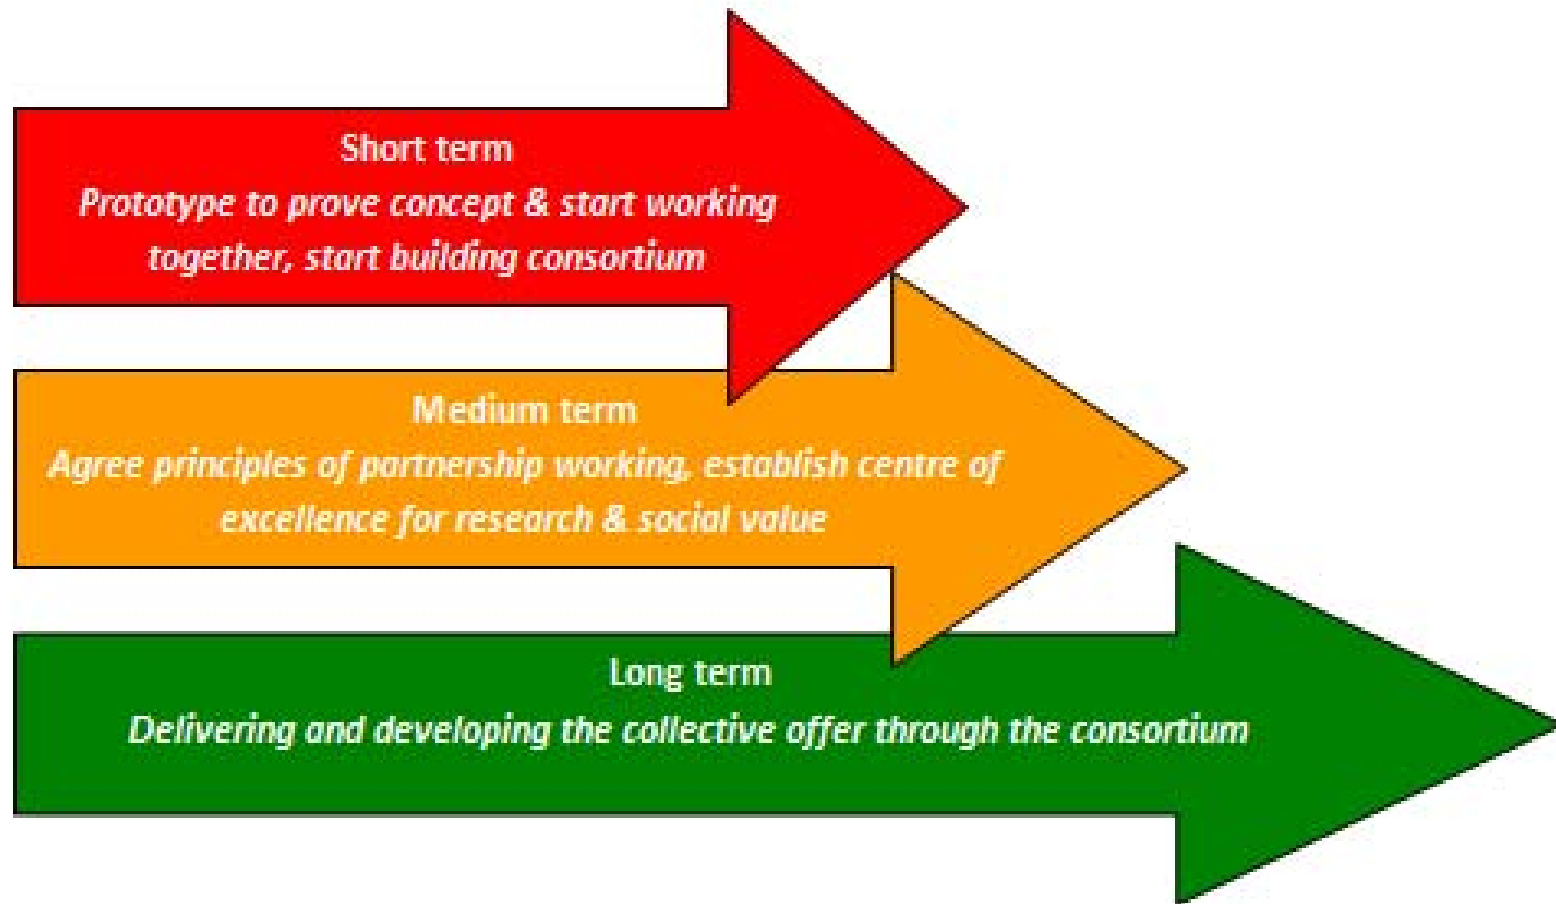 Short term
Prototype to prove concept & start working
together, start building consortium
Medium term
Agree principles of partnership working, establish centre of
excellence for research & social value
Long term
Delivering and developing the collective offer through the consortium